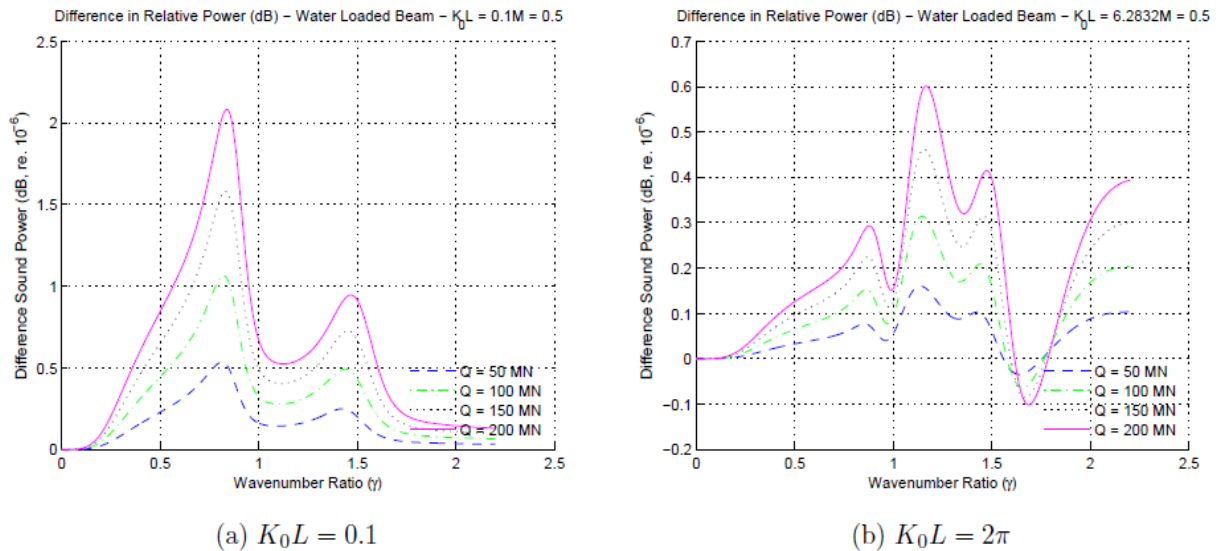 Difference in Relative Power (dB) – Water Loaded Beam – K0L = 0.1M = 0.5
2.5
2
1.5
1
0.5
0
0
0.5
1
1.5
2
2.5
Difference Sound Power (dB, re. 10−6)
Wavenumber Ratio (γ)
Q = 50 MN
Q = 100 MN
Q = 150 MN
Q = 200 MN
(a) K0L = 0.1
Difference in Relative Power (dB) – Water Loaded Beam – K0L = 6.2832M = 0.5
0.7
0.6
0.5
0.4
0.3
0.2
0.1
0
−0.1
−0.2
0
0.5
1
1.5
2
2.5
Difference Sound Power (dB, re. 10−6)
Wavenumber Ratio (γ)
Q = 50 MN
Q = 100 MN
Q = 150 MN
Q = 200 MN
(b) K0L = 2π